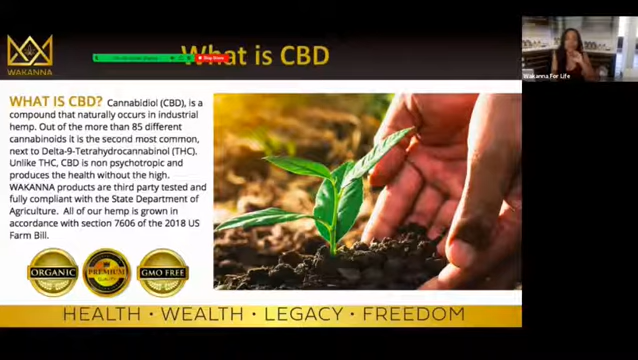 What is CBD
WAKANNA
Wakanna For Life
WHAT IS CBD? Cannabidiol (CBD), is a
compound that naturally occurs in industrial
hemp. Out of the more than 85 different
cannabinoids it is the second most common,
next to Delta-9-Tetrahydrocannabinol (THC).
Unlike THC, CBD is non psychotropic and
produces the health without the high.
WAKANNA products are third party tested and
fully compliant with the State Department of
Agriculture. All of our hemp is grown in
accordance with section 7606 of the 2018 US
Farm Bill.
ORGANIC
PREMIUM
GMO FREE
HEALTH · WEALTH · LEGACY · FREEDOM